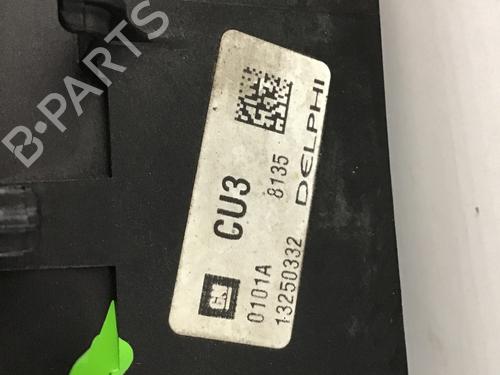 B-PARTS
CU3
8135
DELPHI
GM
0101A
13250332